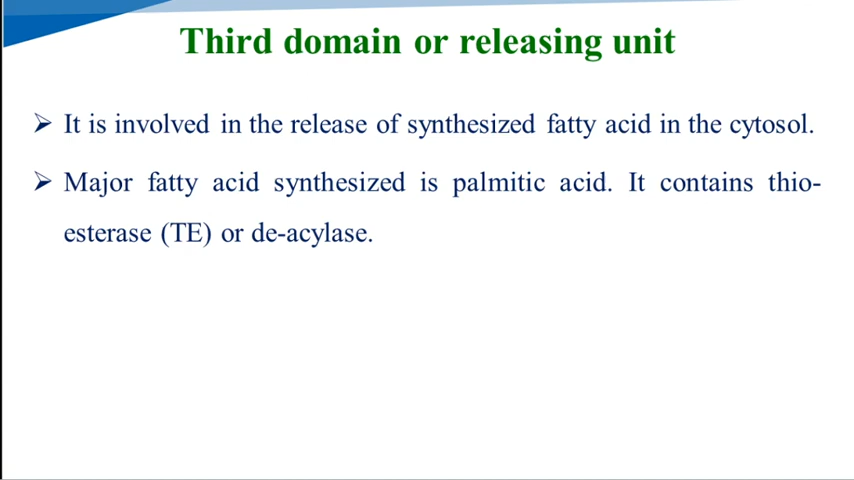 Third domain or releasing unit
➢ It is involved in the release of synthesized fatty acid in the cytosol.
➢ Major fatty acid synthesized is palmitic acid. It contains thio-
esterase (TE) or de-acylase.